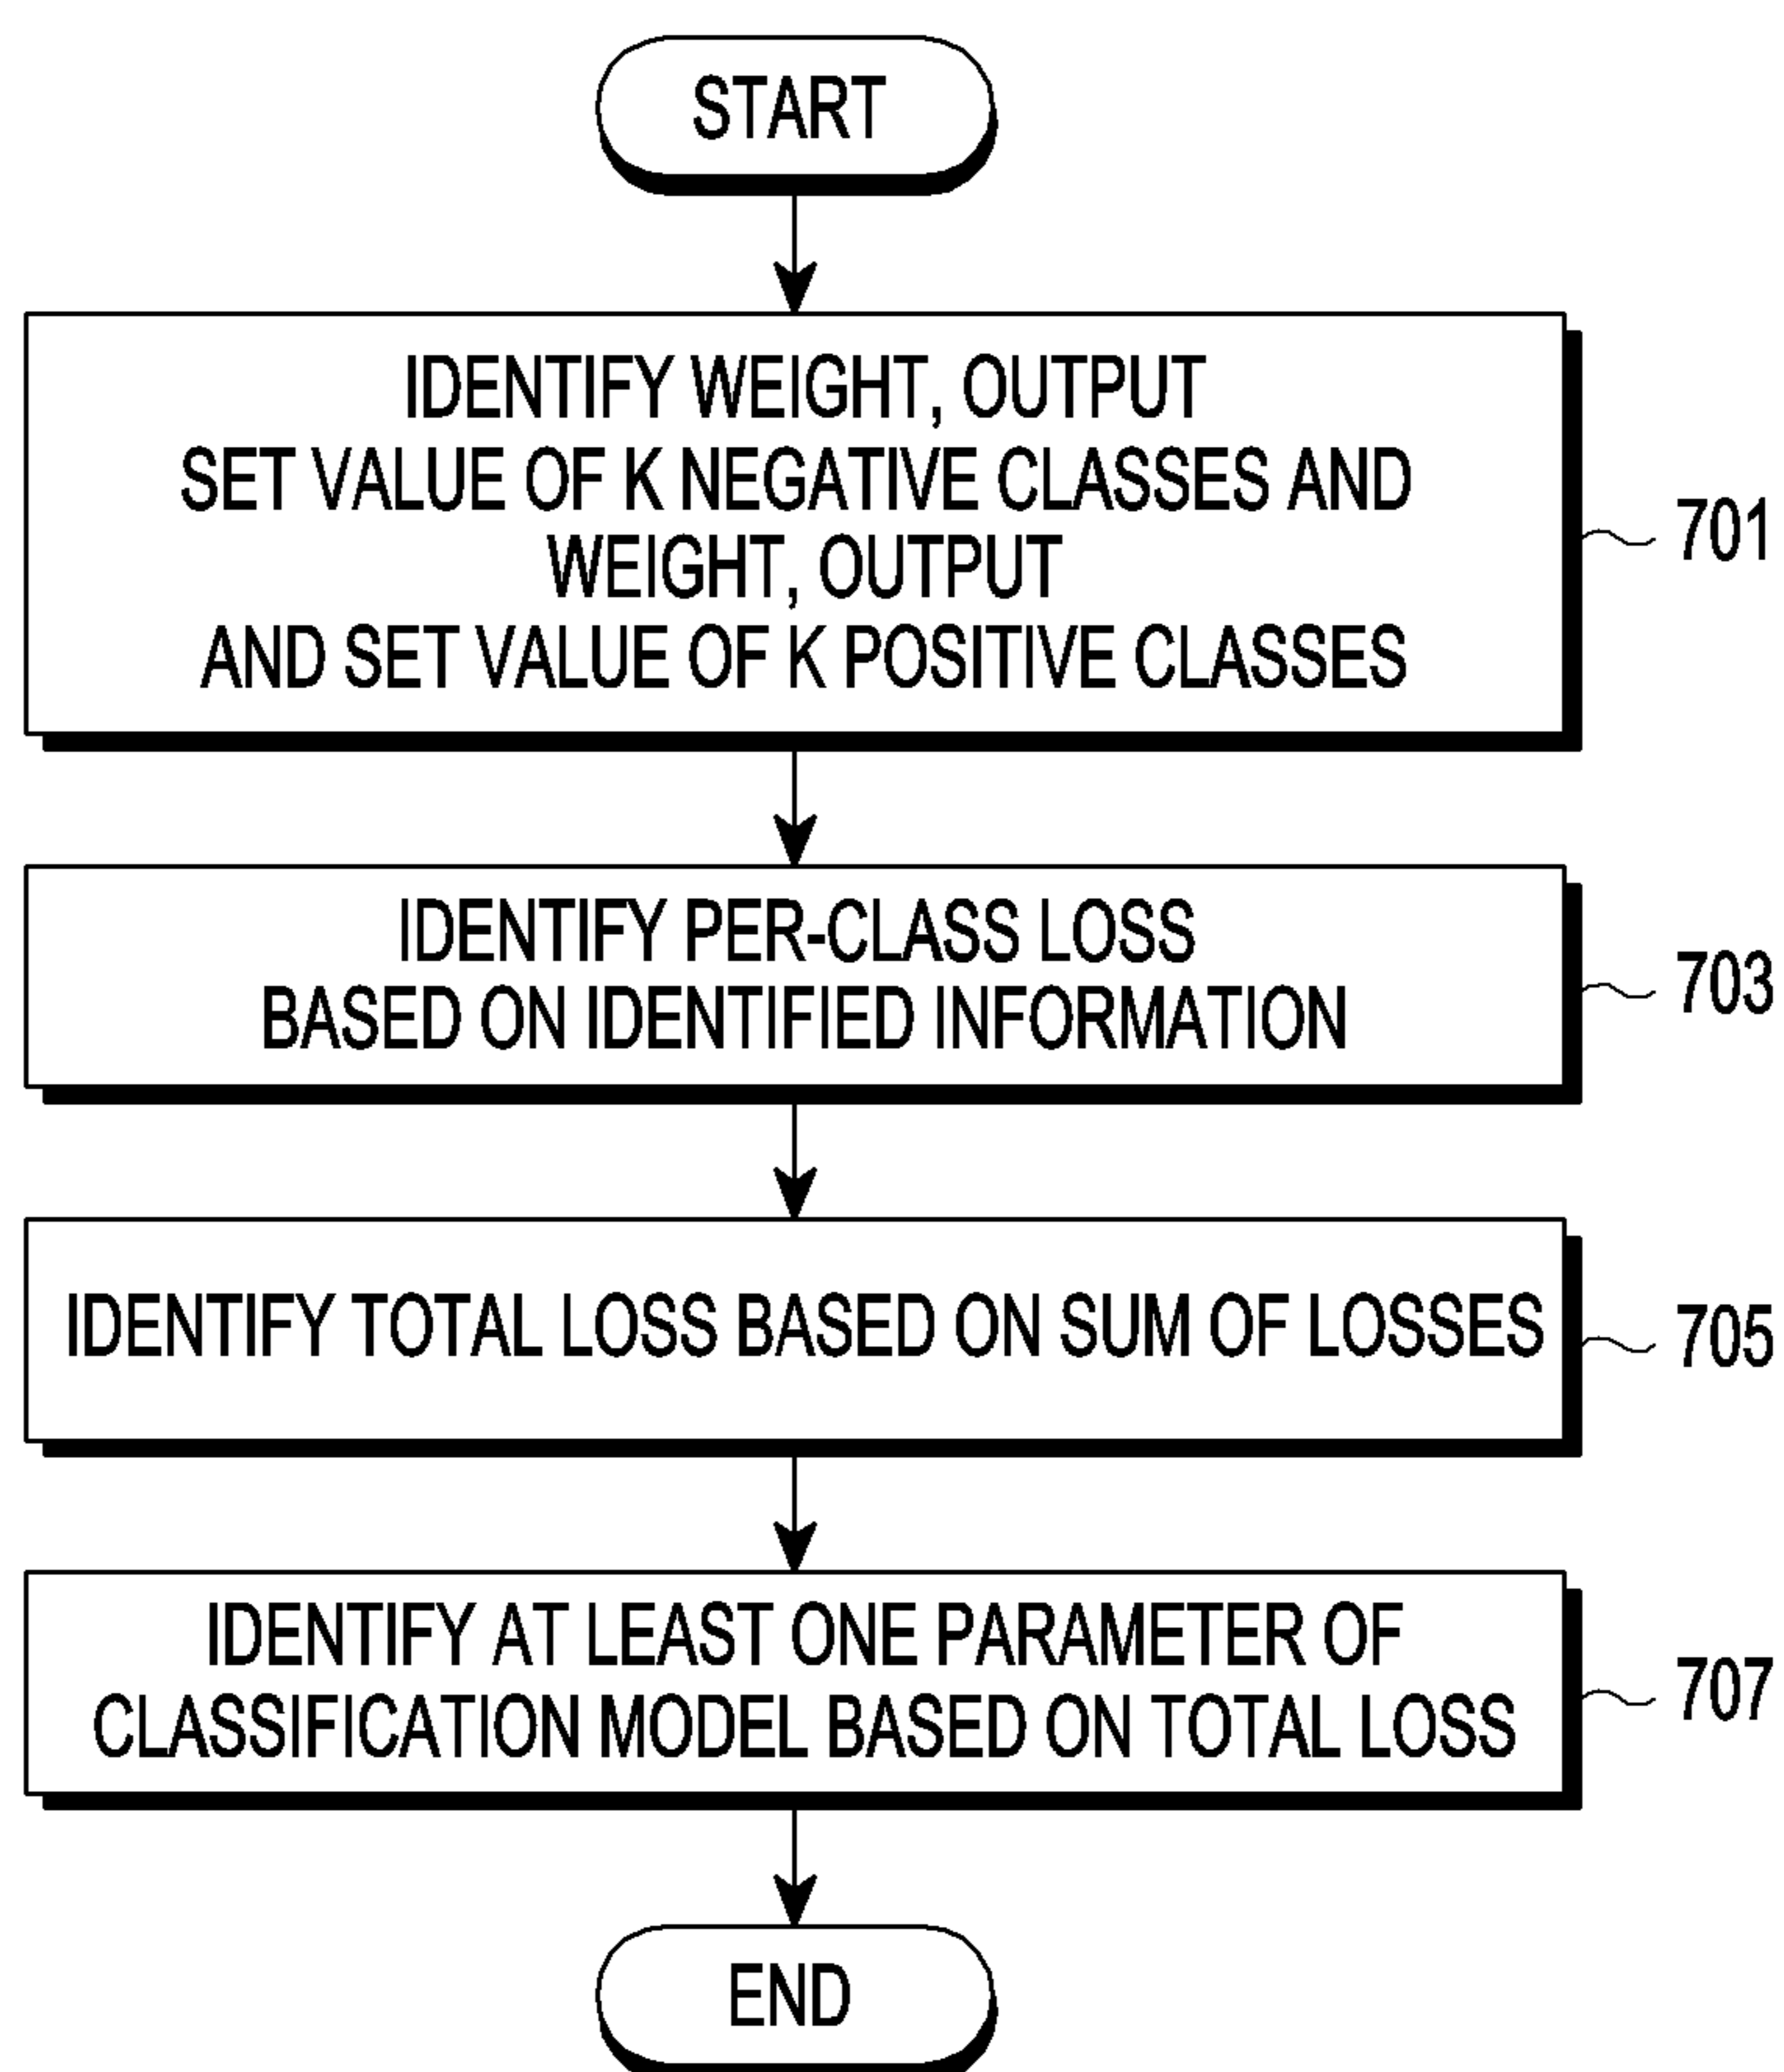 START
IDENTIFY WEIGHT, OUTPUT
SET VALUE OF K NEGATIVE CLASSES AND
WEIGHT, OUTPUT
AND SET VALUE OF K POSITIVE CLASSES
701
IDENTIFY PER-CLASS LOSS
BASED ON IDENTIFIED INFORMATION
703
IDENTIFY TOTAL LOSS BASED ON SUM OF LOSSES
705
IDENTIFY AT LEAST ONE PARAMETER OF
CLASSIFICATION MODEL BASED ON TOTAL LOSS
707
END